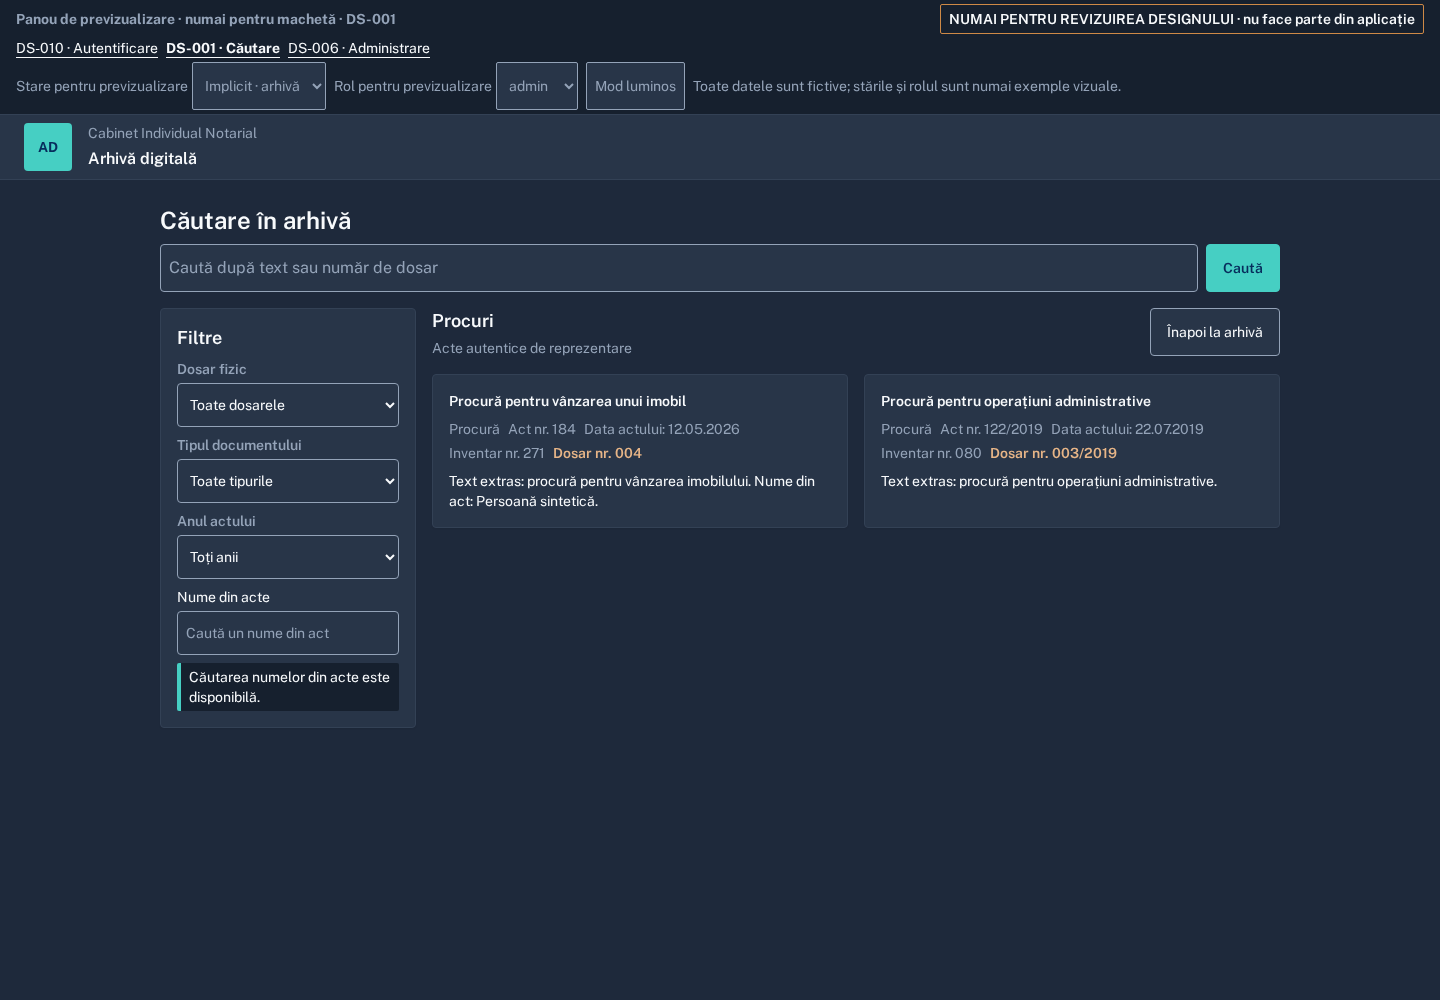 Panou de previzualizare · numai pentru machetă · DS-001
NUMAI PENTRU REVIZUIREA DESIGNULUI · nu face parte din aplicație
DS-010 · Autentificare DS-001 · Căutare DS-006 · Administrare
Stare pentru previzualizare Implicit · arhivă Rol pentru previzualizare admin Mod luminos Toate datele sunt fictive; stările și rolul sunt numai exemple vizuale.
AD
Cabinet Individual Notarial
Arhivă digitală
Căutare în arhivă
Caută după text sau număr de dosar
Caută
Filtre
Dosar fizic
Toate dosarele
Tipul documentului
Toate tipurile
Anul actului
Toți anii
Nume din acte
Caută un nume din act
Căutarea numelor din acte este
disponibilă.
Procuri
Acte autentice de reprezentare
Înapoi la arhivă
Procură pentru vânzarea unui imobil
Procură Act nr. 184 Data actului: 12.05.2026
Inventar nr. 271 Dosar nr. 004
Text extras: procură pentru vânzarea imobilului. Nume din
act: Persoană sintetică.
Procură pentru operațiuni administrative
Procură Act nr. 122/2019 Data actului: 22.07.2019
Inventar nr. 080 Dosar nr. 003/2019
Text extras: procură pentru operațiuni administrative.